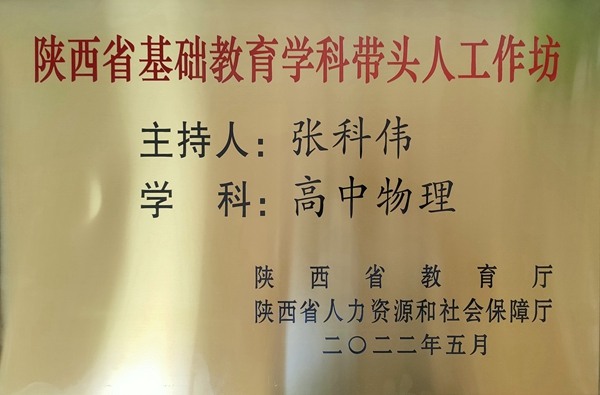 陕西省基础教育学科带头人工作坊
主持人：张科伟
学 科：高中物理
陕西省教育厅
陕西省人力资源和社会保障厅
二〇二二年五月